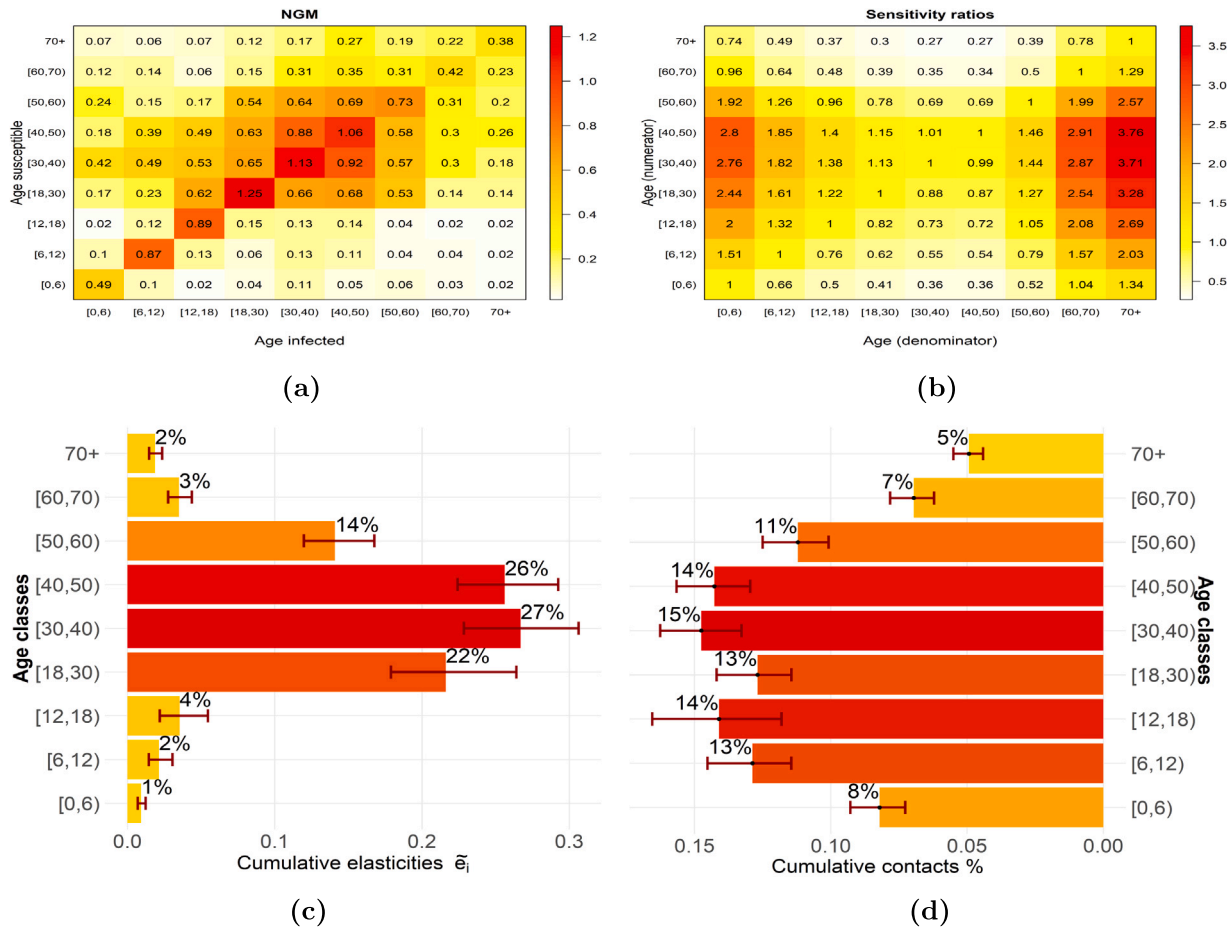 NGM
70+ 0.07 0.06 0.07 0.12 0.17 0.27 0.19 0.22 0.38
[60,70) 0.12 0.14 0.06 0.15 0.31 0.35 0.31 0.42 0.23
[50,60) 0.24 0.15 0.17 0.54 0.64 0.69 0.73 0.31 0.2
[40,50) 0.18 0.39 0.49 0.63 0.88 1.06 0.58 0.3 0.26
[30,40) 0.42 0.49 0.53 0.65 1.13 0.92 0.57 0.3 0.18
[18,30) 0.17 0.23 0.62 1.25 0.66 0.68 0.53 0.14 0.14
[12,18) 0.02 0.12 0.89 0.15 0.13 0.14 0.04 0.02 0.02
[6,12) 0.1 0.87 0.13 0.06 0.13 0.11 0.04 0.04 0.02
[0,6) 0.49 0.1 0.02 0.04 0.11 0.05 0.06 0.03 0.02
[0,6) [6,12) [12,18) [18,30) [30,40) [40,50) [50,60) [60,70) 70+
Age infected
Age susceptible
1.2
1.0
0.8
0.6
0.4
0.2
(a)
Sensitivity ratios
70+ 0.74 0.49 0.37 0.3 0.27 0.27 0.39 0.78 1
[60,70) 0.96 0.64 0.48 0.39 0.35 0.34 0.5 1 1.29
[50,60) 1.92 1.26 0.96 0.78 0.69 0.69 1 1.99 2.57
[40,50) 2.8 1.85 1.4 1.15 1.01 1 1.46 2.91 3.76
[30,40) 2.76 1.82 1.38 1.13 1 0.99 1.44 2.87 3.71
[18,30) 2.44 1.61 1.22 1 0.88 0.87 1.27 2.54 3.28
[12,18) 2 1.32 1 0.82 0.73 0.72 1.05 2.08 2.69
[6,12) 1.51 1 0.76 0.62 0.55 0.54 0.79 1.57 2.03
[0,6) 1 0.66 0.5 0.41 0.36 0.36 0.52 1.04 1.34
[0,6) [6,12) [12,18) [18,30) [30,40) [40,50) [50,60) [60,70) 70+
Age (denominator)
Age (numerator)
3.5
3.0
2.5
2.0
1.5
1.0
0.5
(b)
Age classes
70+ 2%
[60,70) 3%
[50,60) 14%
[40,50) 26%
[30,40) 27%
[18,30) 22%
[12,18) 4%
[6,12) 2%
[0,6) 1%
0.0 0.1 0.2 0.3
Cumulative elasticities ẽi
(c)
5% 70+
7% [60,70)
11% [50,60)
14% [40,50)
15% [30,40)
13% [18,30)
14% [12,18)
13% [6,12)
8% [0,6)
Age classes
0.15 0.10 0.05 0.00
Cumulative contacts %
(d)